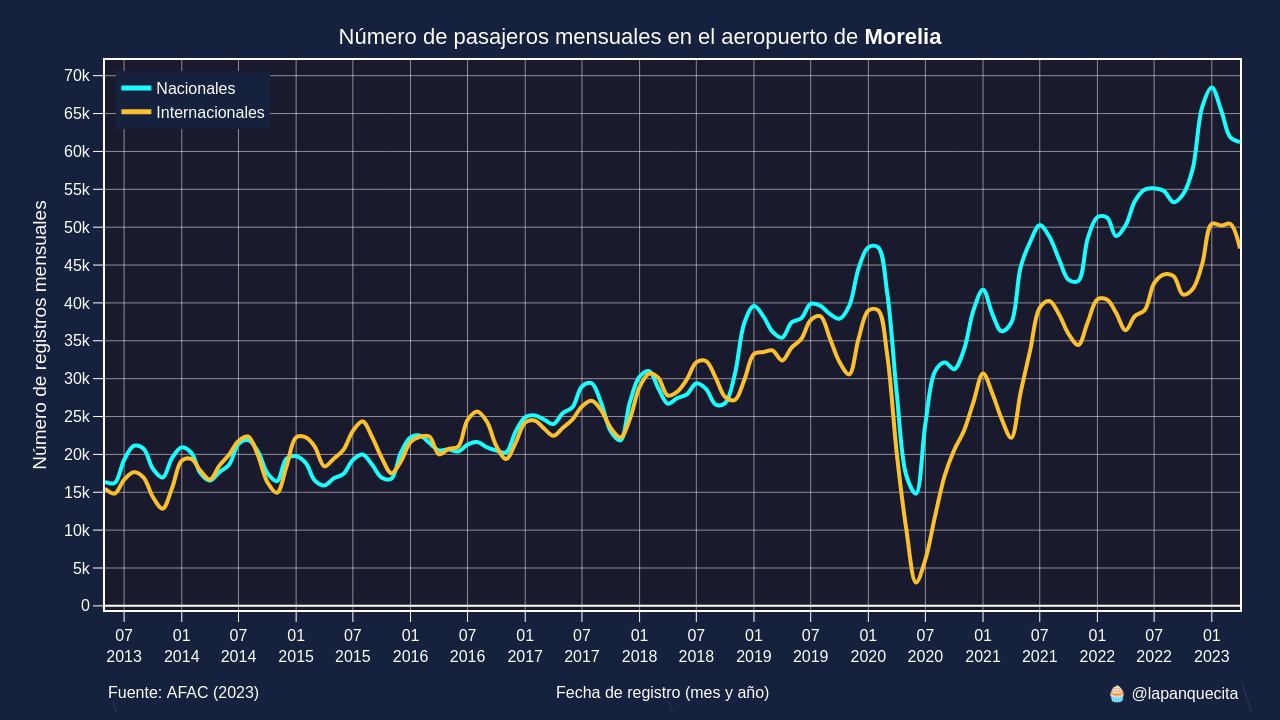 Número de pasajeros mensuales en el aeropuerto de Morelia
Nacionales
Internacionales
Número de registros mensuales
70k
65k
60k
55k
50k
45k
40k
35k
30k
25k
20k
15k
10k
5k
0
07 01 07 01 07 01 07 01 07 01 07 01 07 01 07 01 07 01 07 01
2013 2014 2014 2015 2015 2016 2016 2017 2017 2018 2018 2019 2019 2020 2020 2021 2021 2022 2022 2023
Fuente: AFAC (2023)
Fecha de registro (mes y año)
🧁 @lapanquecita